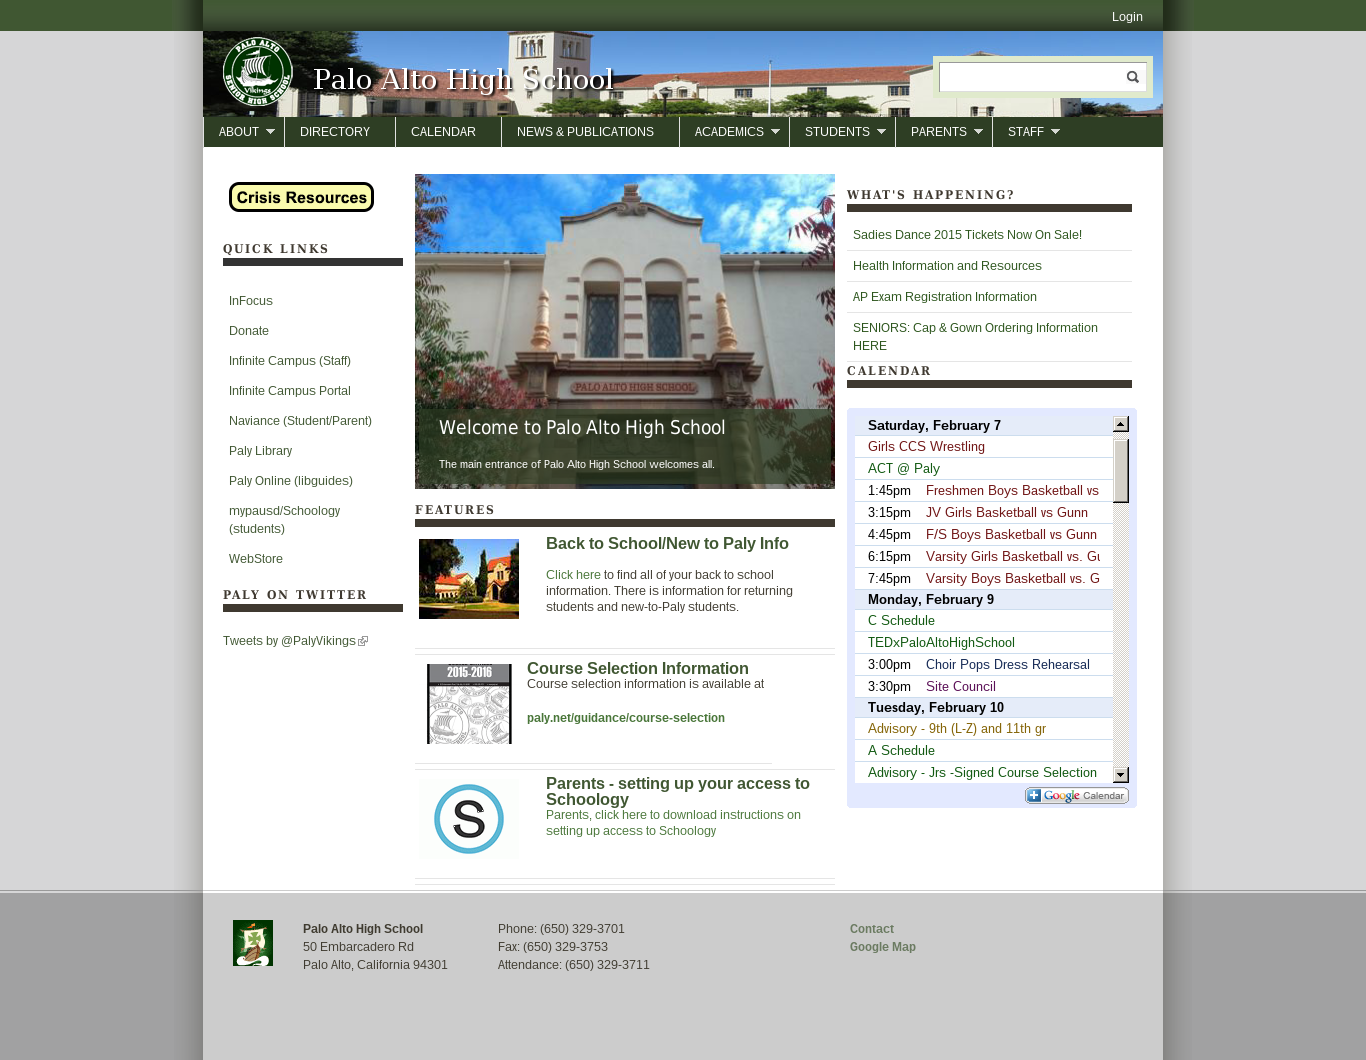 Login
PALO ALTO
Vikings
SENIOR HIGH SCHOOL
Palo Alto High School
ABOUT
DIRECTORY
CALENDAR
NEWS & PUBLICATIONS
ACADEMICS
STUDENTS
PARENTS
STAFF
Crisis Resources
QUICK LINKS
InFocus
Donate
Infinite Campus (Staff)
Infinite Campus Portal
Naviance (Student/Parent)
Paly Library
Paly Online (libguides)
mypausd/Schoology
(students)
WebStore
PALY ON TWITTER
Tweets by @PalyVikings
PALO ALTO HIGH SCHOOL
Welcome to Palo Alto High School
The main entrance of Palo Alto High School welcomes all.
FEATURES
Back to School/New to Paly Info
Click here to find all of your back to school
information. There is information for returning
students and new-to-Paly students.
2015-2016
Course Selection Information
Course selection information is available at
paly.net/guidance/course-selection
S
Parents - setting up your access to
Schoology
Parents, click here to download instructions on
setting up access to Schoology
WHAT'S HAPPENING?
Sadies Dance 2015 Tickets Now On Sale!
Health Information and Resources
AP Exam Registration Information
SENIORS: Cap & Gown Ordering Information
HERE
CALENDAR
Saturday, February 7
Girls CCS Wrestling
ACT @ Paly
1:45pm Freshmen Boys Basketball vs
3:15pm JV Girls Basketball vs Gunn
4:45pm F/S Boys Basketball vs Gunn
6:15pm Varsity Girls Basketball vs. Gu
7:45pm Varsity Boys Basketball vs. G
Monday, February 9
C Schedule
TEDxPaloAltoHighSchool
3:00pm Choir Pops Dress Rehearsal
3:30pm Site Council
Tuesday, February 10
Advisory - 9th (L-Z) and 11th gr
A Schedule
Advisory - Jrs -Signed Course Selection
Google Calendar
Palo Alto High School
50 Embarcadero Rd
Palo Alto, California 94301
Phone: (650) 329-3701
Fax: (650) 329-3753
Attendance: (650) 329-3711
Contact
Google Map